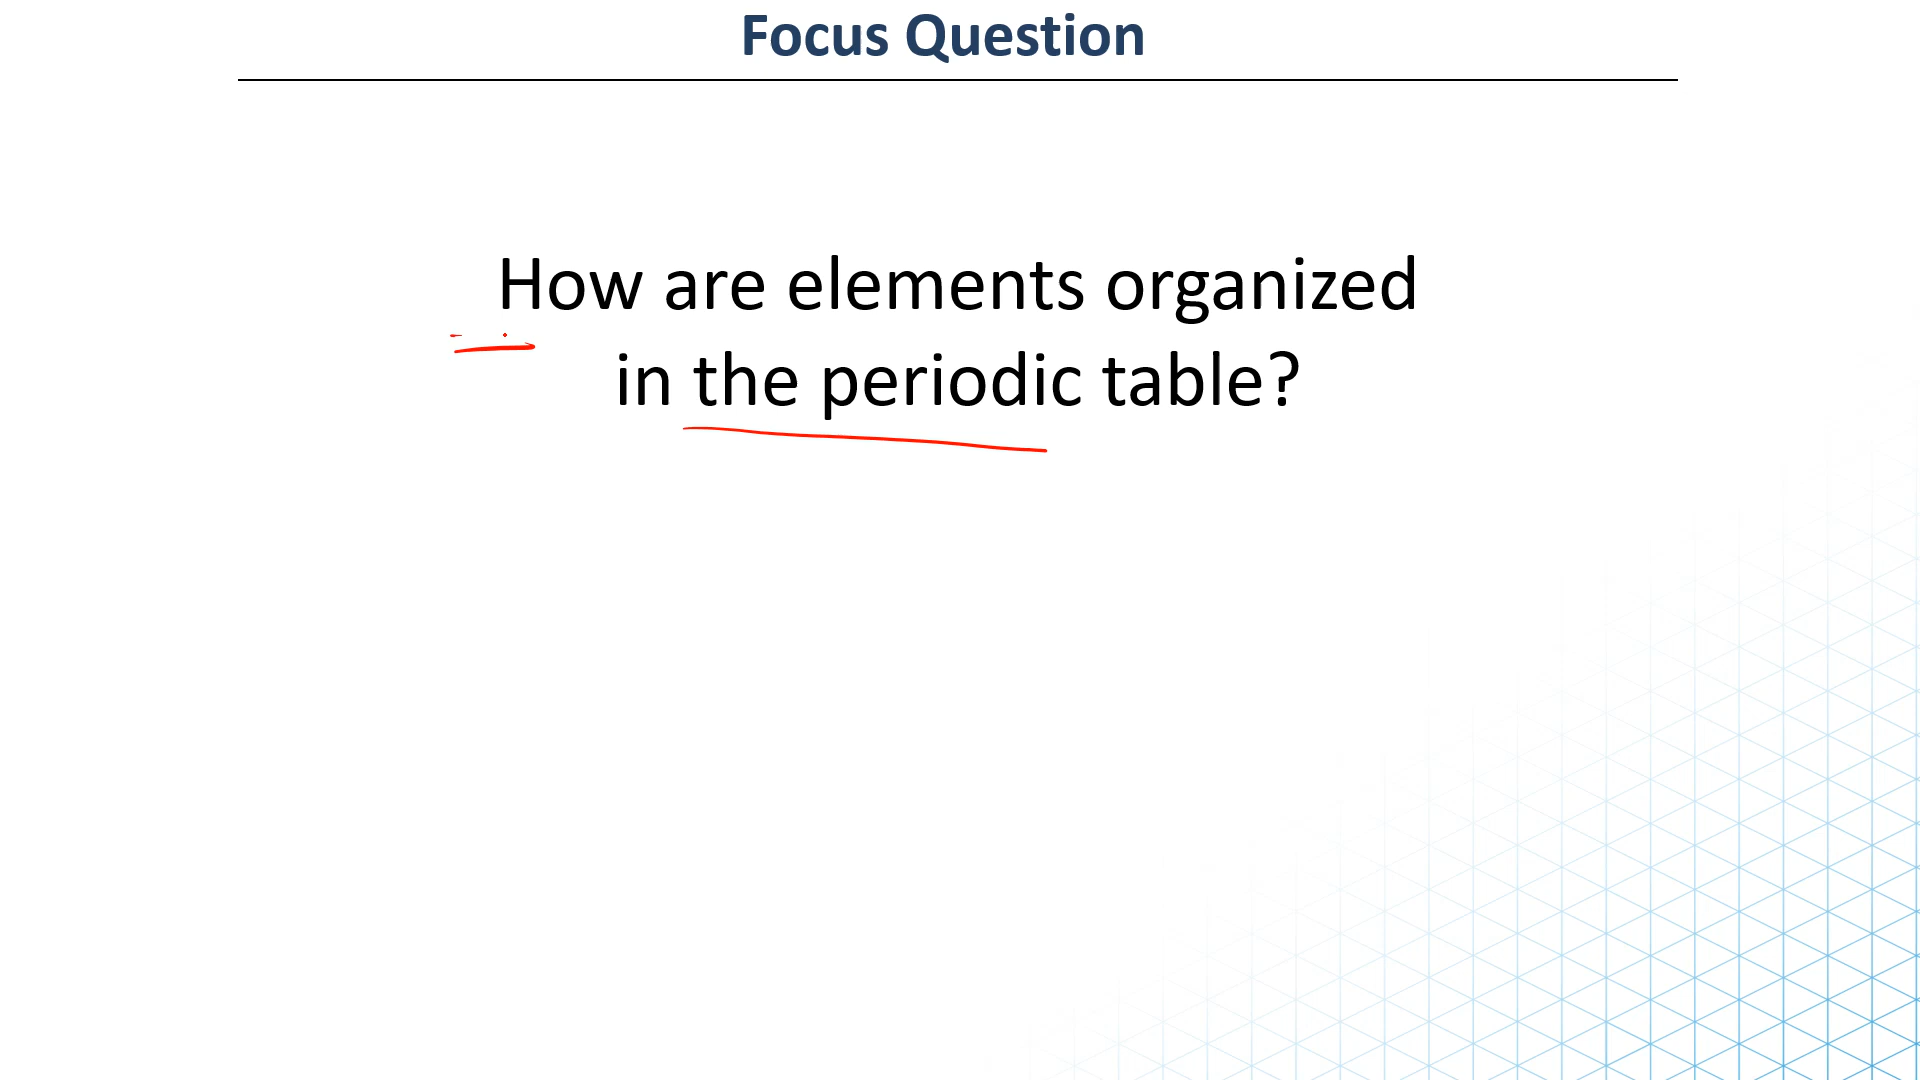 Focus Question
How are elements organized
in the periodic table?